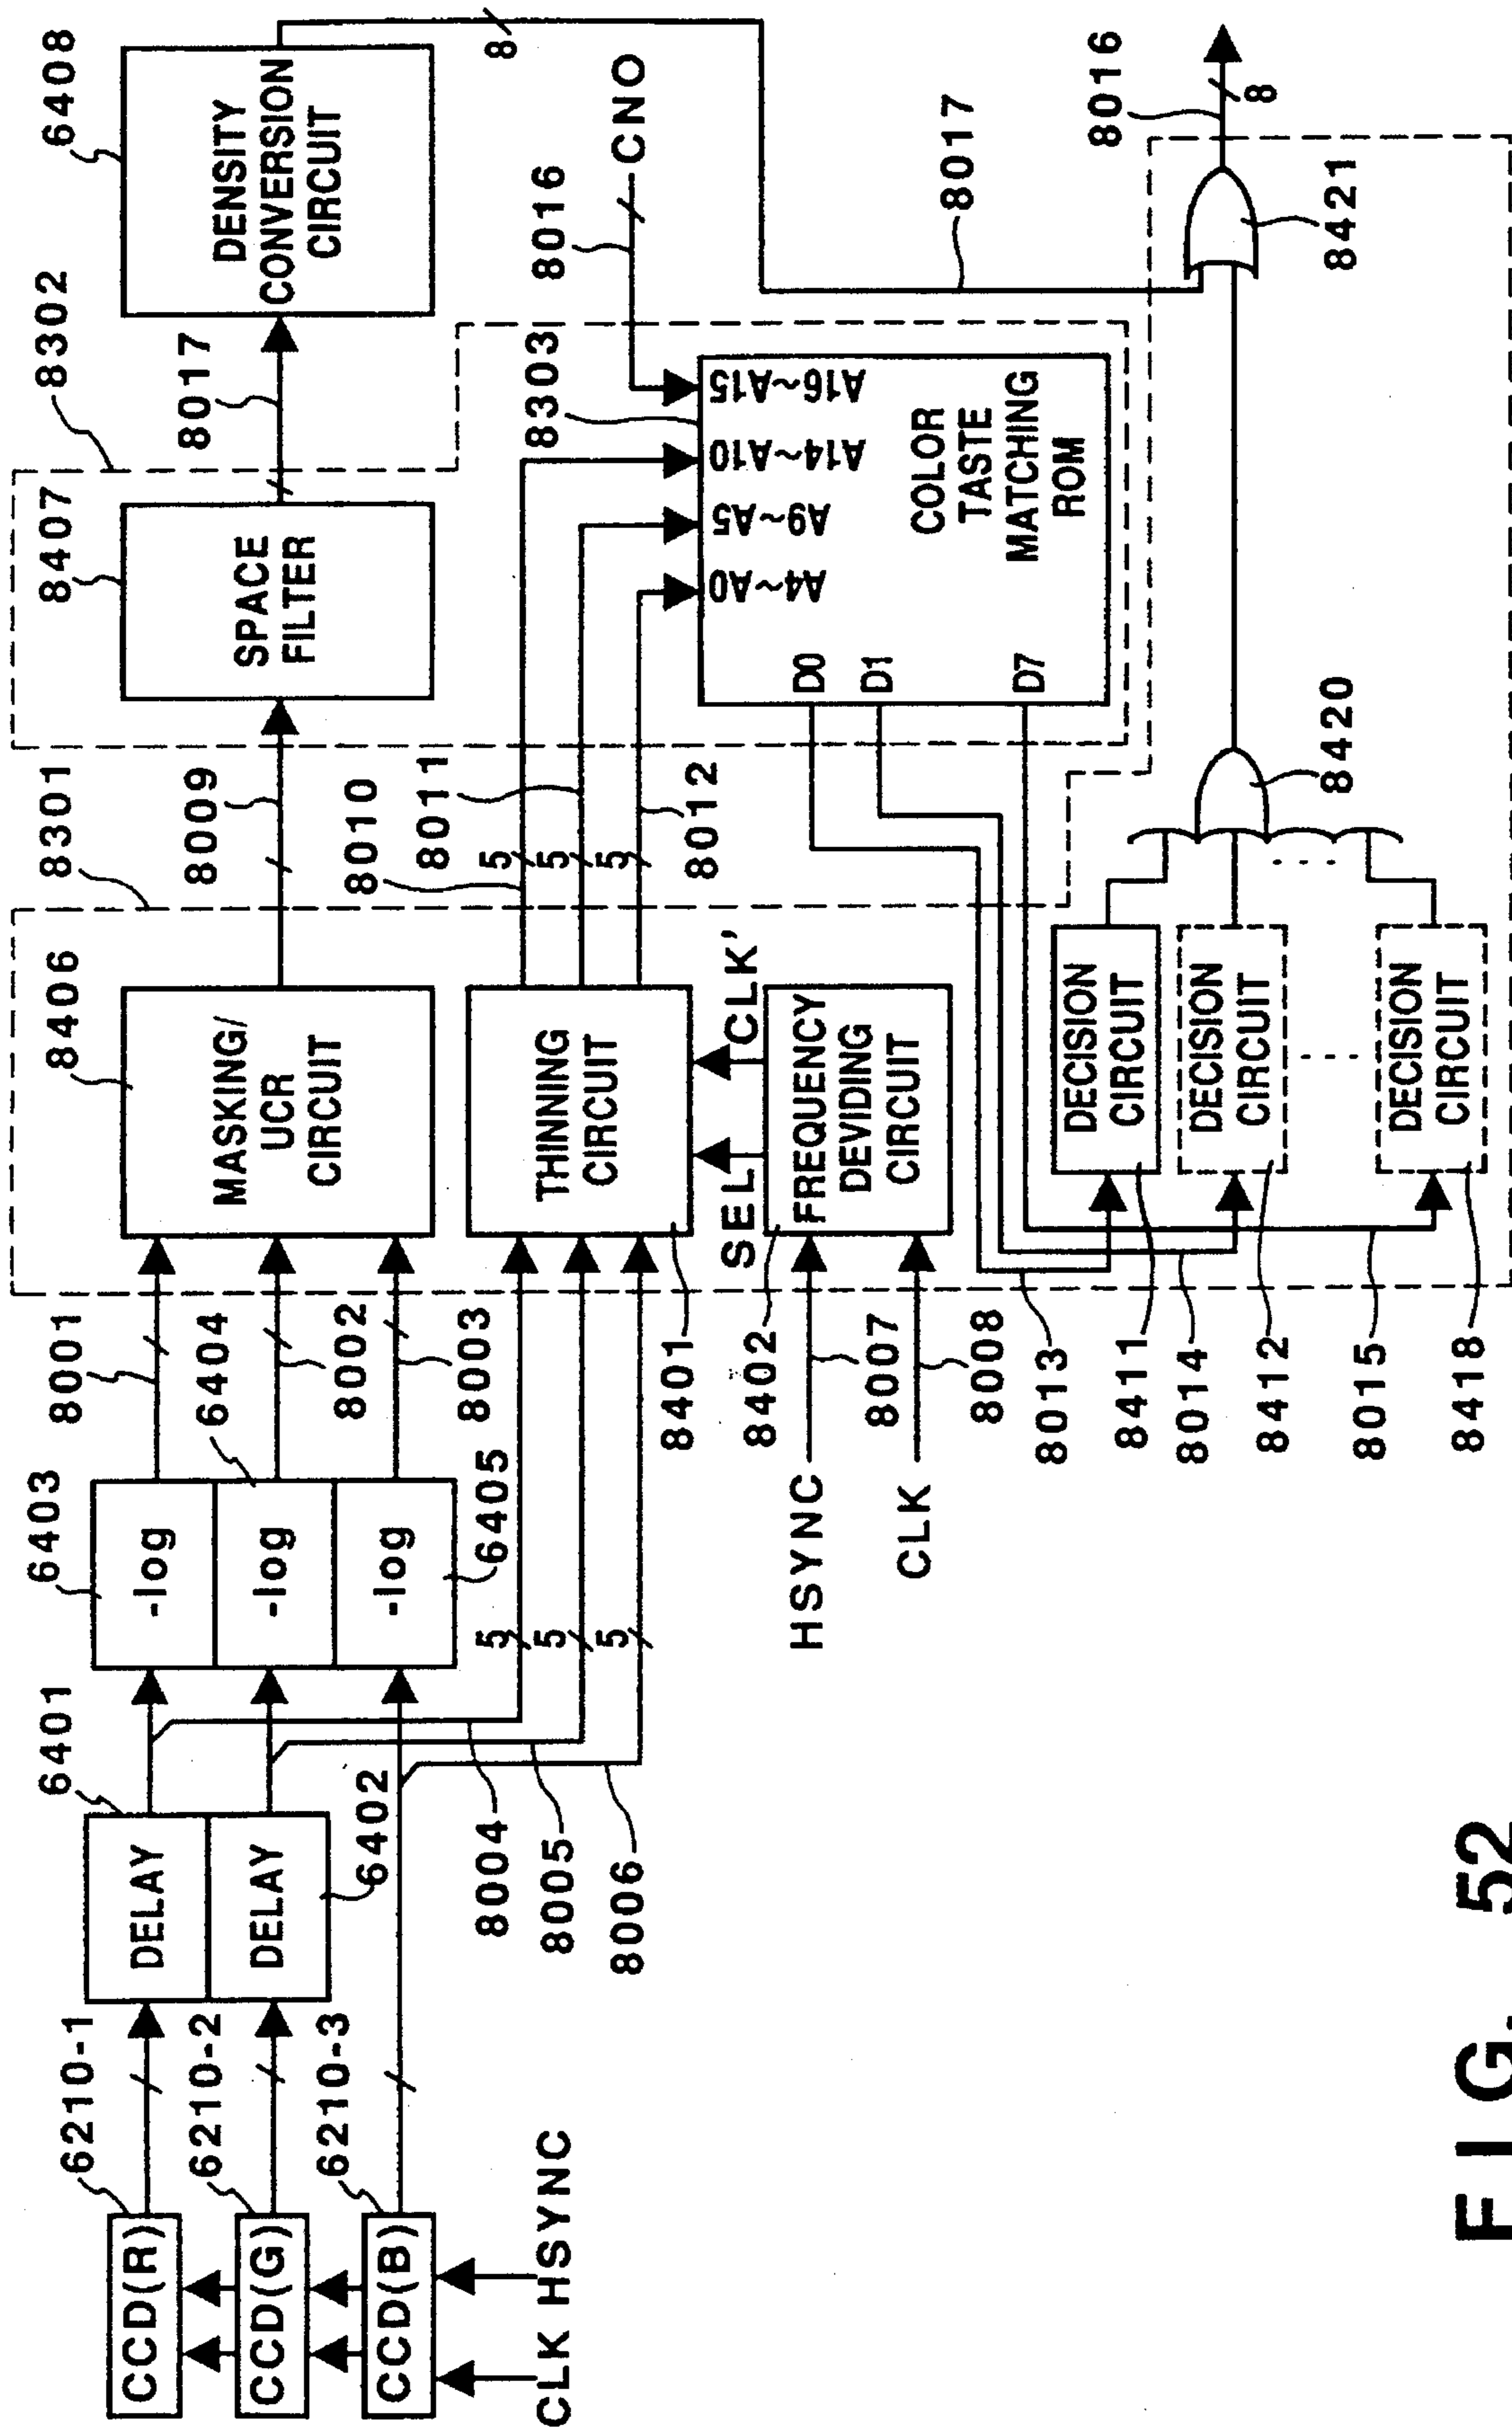 CCD(R)
6210-1
CCD(G)
6210-2
CCD(B)
6210-3
CLK HSYNC
DELAY
6401
DELAY
6402
8004
8005
8006
-log
6403
-log
6404
-log
6405
5
5
5
8001
8002
8003
8401
8402
HSYNC
8007
CLK
8008
8013
8411
8014
8412
8015
8418
8301
MASKING/
UCR
CIRCUIT
8406
THINNING
CIRCUIT
SEL
CLK'
FREQUENCY
DEVIDING
CIRCUIT
DECISION
CIRCUIT
DECISION
CIRCUIT
DECISION
CIRCUIT
8009
8010
8011
8012
5
5
5
8420
8302
SPACE
FILTER
8407
8017
DENSITY
CONVERSION
CIRCUIT
6408
8
8303
A4~A0
A9~A5
A14~A10
A16~A15
COLOR
TASTE
MATCHING
ROM
D0
D1
D7
8016
CNO
8017
8421
8016
8
FIG. 52